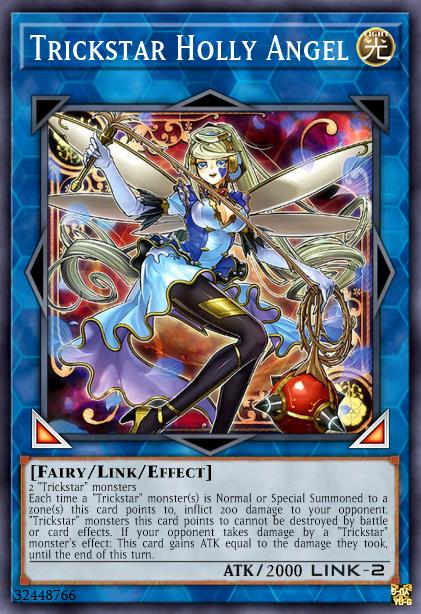 TRICKSTAR HOLLY ANGEL
LIGHT
光
[FAIRY/LINK/EFFECT]
2 "Trickstar" monsters
Each time a "Trickstar" monster(s) is Normal or Special Summoned to a
zone(s) this card points to, inflict 200 damage to your opponent.
"Trickstar" monsters this card points to cannot be destroyed by battle
or card effects. If your opponent takes damage by a "Trickstar"
monster's effect: This card gains ATK equal to the damage they took,
until the end of this turn.
ATK/2000 LINK-2
32448766